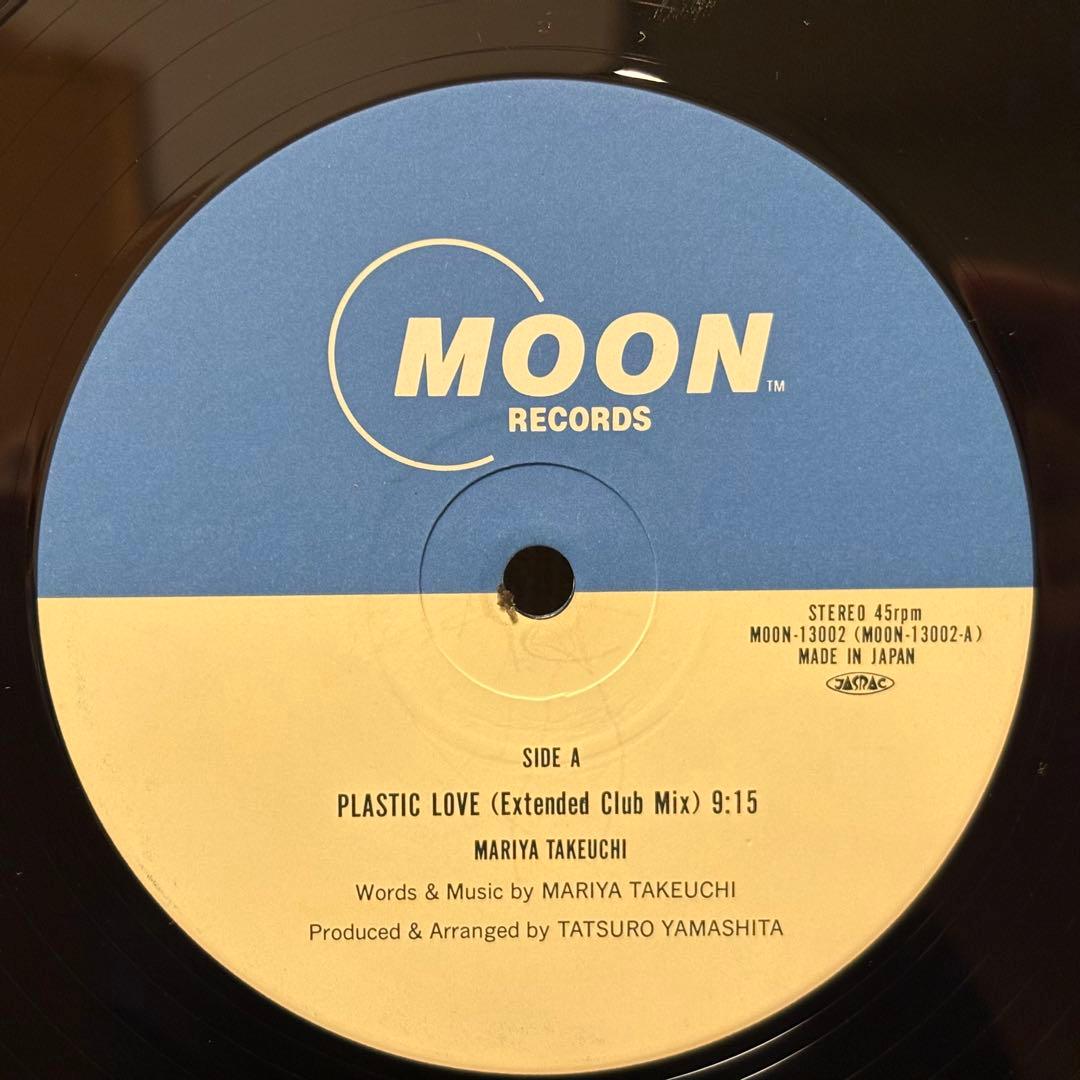 MOON TM
RECORDS
STEREO 45rpm
MOON-13002 (MOON-13002-A)
MADE IN JAPAN
JASRAC
SIDE A
PLASTIC LOVE (Extended Club Mix) 9:15
MARIYA TAKEUCHI
Words & Music by MARIYA TAKEUCHI
Produced & Arranged by TATSURO YAMASHITA